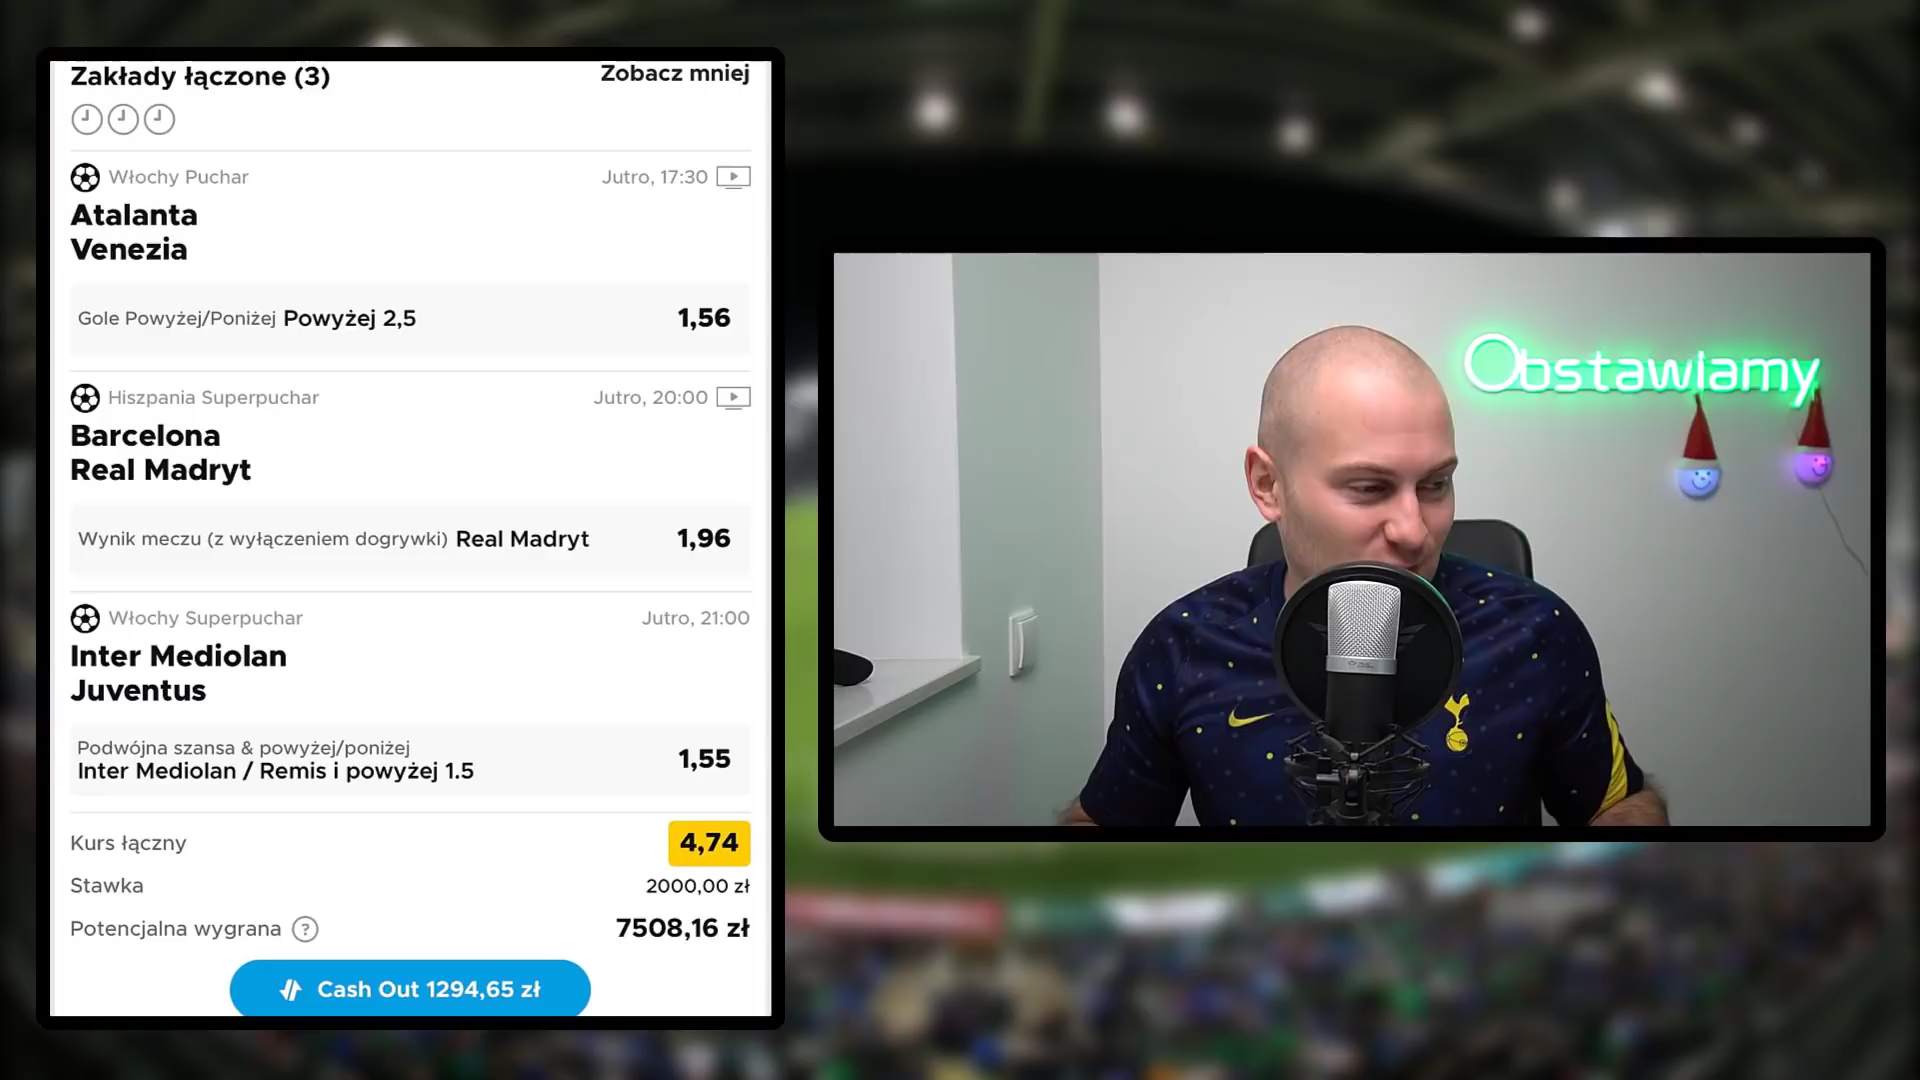 Zakłady łączone (3)
Zobacz mniej
Włochy Puchar
Jutro, 17:30
Atalanta
Venezia
Gole Powyżej/Poniżej Powyżej 2,5
1,56
Hiszpania Superpuchar
Jutro, 20:00
Barcelona
Real Madryt
Wynik meczu (z wyłączeniem dogrywki) Real Madryt
1,96
Włochy Superpuchar
Jutro, 21:00
Inter Mediolan
Juventus
Podwójna szansa & powyżej/poniżej
Inter Mediolan / Remis i powyżej 1.5
1,55
Kurs łączny
4,74
Stawka
2000,00 zł
Potencjalna wygrana ?
7508,16 zł
Cash Out 1294,65 zł
Obstawiamy